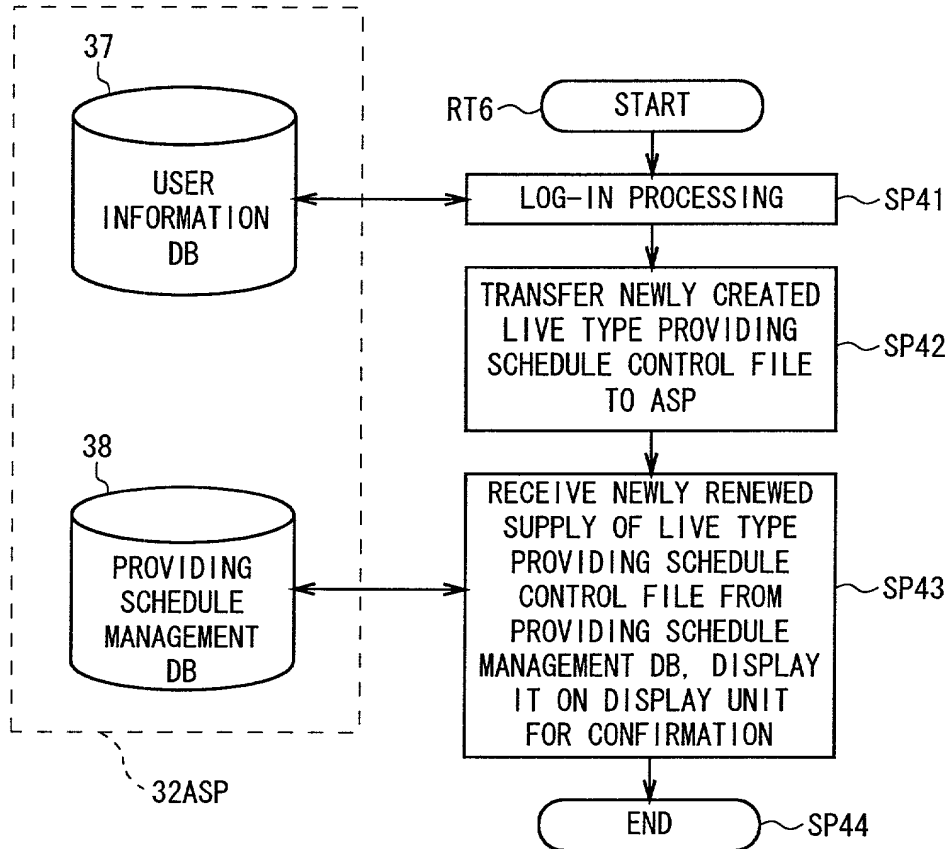 37
USER
INFORMATION
DB
38
PROVIDING
SCHEDULE
MANAGEMENT
DB
32ASP
RT6
START
LOG-IN PROCESSING
SP41
TRANSFER NEWLY CREATED
LIVE TYPE PROVIDING
SCHEDULE CONTROL FILE
TO ASP
SP42
RECEIVE NEWLY RENEWED
SUPPLY OF LIVE TYPE
PROVIDING SCHEDULE
CONTROL FILE FROM
PROVIDING SCHEDULE
MANAGEMENT DB, DISPLAY
IT ON DISPLAY UNIT
FOR CONFIRMATION
SP43
END
SP44